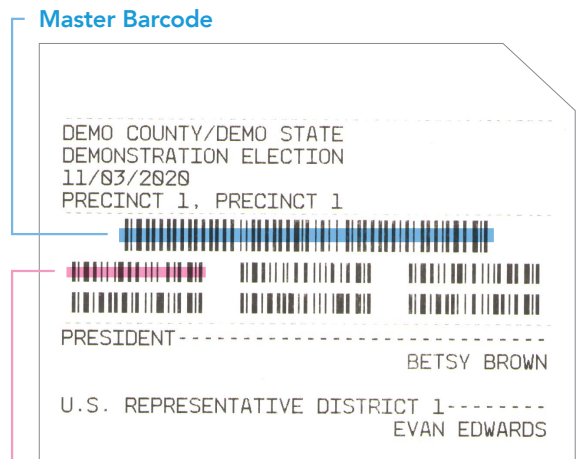 Master Barcode
DEMO COUNTY/DEMO STATE
DEMONSTRATION ELECTION
11/03/2020
PRECINCT 1, PRECINCT 1
PRESIDENT-----------------------------
BETSY BROWN
U.S. REPRESENTATIVE DISTRICT 1--------
EVAN EDWARDS